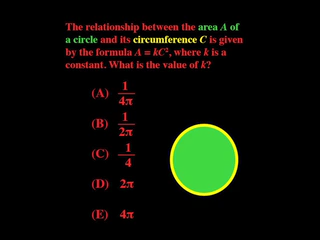 The relationship between the area A of
a circle and its circumference C is given
by the formula A = kC², where k is a
constant. What is the value of k?
(A) 1/4π
(B) 1/2π
(C) 1/4
(D) 2π
(E) 4π